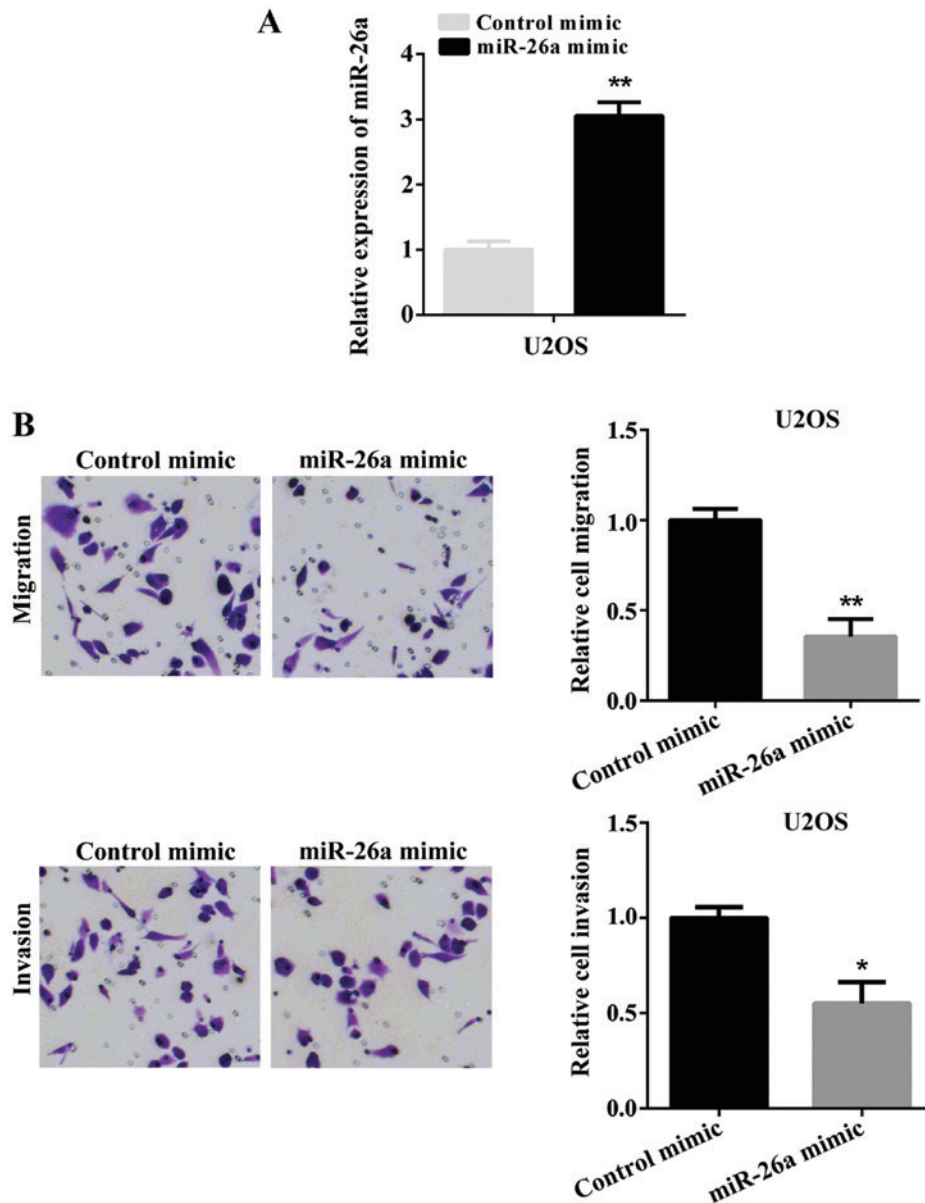 A
Control mimic
miR-26a mimic
Relative expression of miR-26a
4
3
2
1
0
**
U2OS
B
Control mimic
miR-26a mimic
Migration
U2OS
Relative cell migration
1.5
1.0
0.5
0.0
**
Control mimic
miR-26a mimic
Control mimic
miR-26a mimic
Invasion
U2OS
Relative cell invasion
1.5
1.0
0.5
0.0
*
Control mimic
miR-26a mimic